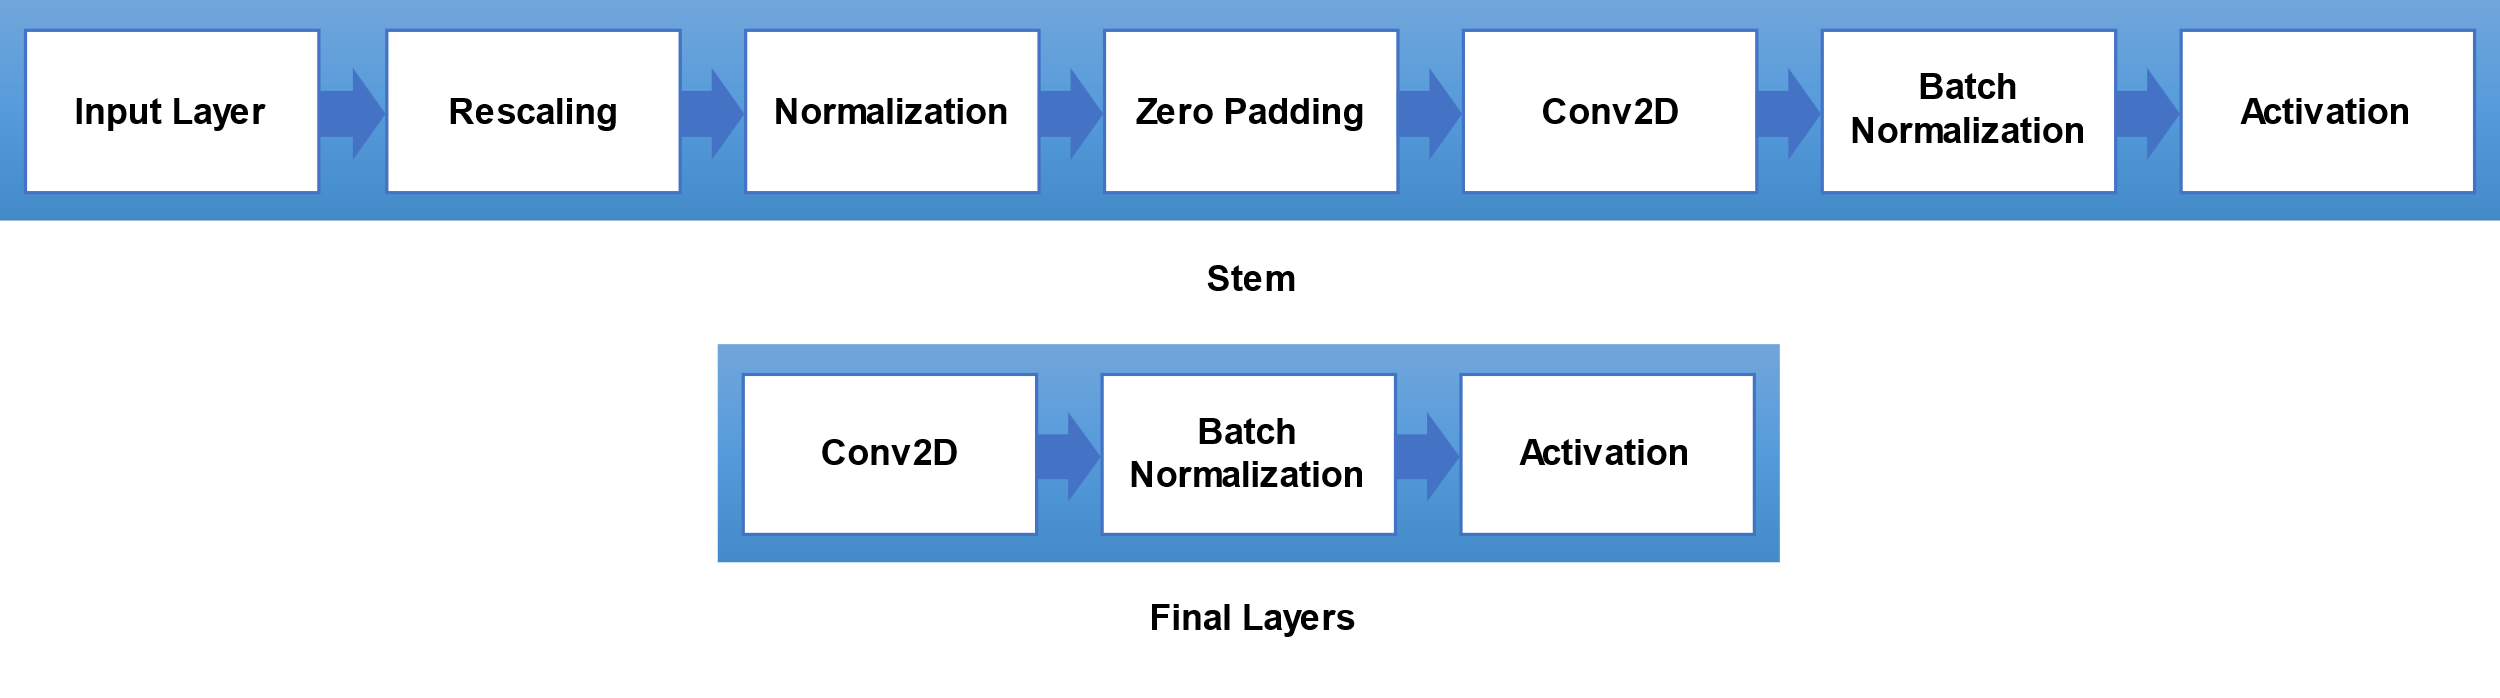 Input Layer
Rescaling
Normalization
Zero Padding
Conv2D
Batch
Normalization
Activation
Stem
Conv2D
Batch
Normalization
Activation
Final Layers